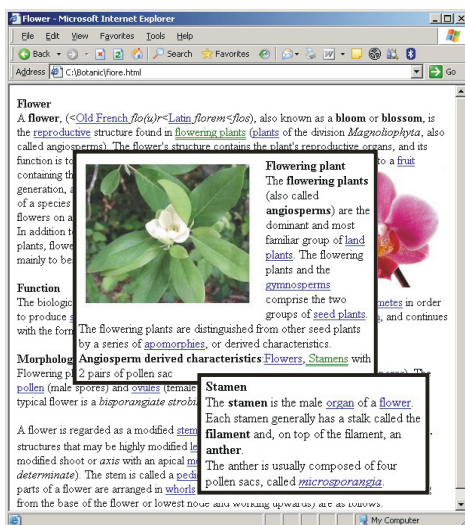 Flower - Microsoft Internet Explorer
File Edit View Favorites Tools Help
Back Search Favorites
Address C:\Botanic\fiore.html Go
Flower
A flower, (<Old French flo(u)r<Latin florem<flos), also known as a bloom or blossom, is
the reproductive structure found in flowering plants (plants of the division Magnoliophyta, also
called angiosperms). The flower's structure contains the plant's reproductive organs, and its
function is to
to a fruit
containing th
generation, a
of a species
flowers on a
In addition to
plants, flowe
mainly to be
Flowering plant
The flowering plants
(also called
angiosperms) are the
dominant and most
familiar group of land
plants. The flowering
plants and the
gymnosperms
comprise the two
groups of seed plants.
The flowering plants are distinguished from other seed plants
by a series of apomorphies, or derived characteristics.
Angiosperm derived characteristics:Flowers, Stamens with
2 pairs of pollen sac
Function
The biologic
metes in order
to produce s
, and continues
with the form
Morpholog
Flowering pl
pollen (male spores) and ovules (female
typical flower is a bisporangiate strobil
Stamen
The stamen is the male organ of a flower.
Each stamen generally has a stalk called the
filament and, on top of the filament, an
anther.
The anther is usually composed of four
pollen sacs, called microsporangia.
A flower is regarded as a modified stem
structures that may be highly modified le
modified shoot or axis with an apical me
determinate). The stem is called a pedi
parts of a flower are arranged in whorls
from the base of the flower or lowest node and working upwards) are as follows:
My Computer